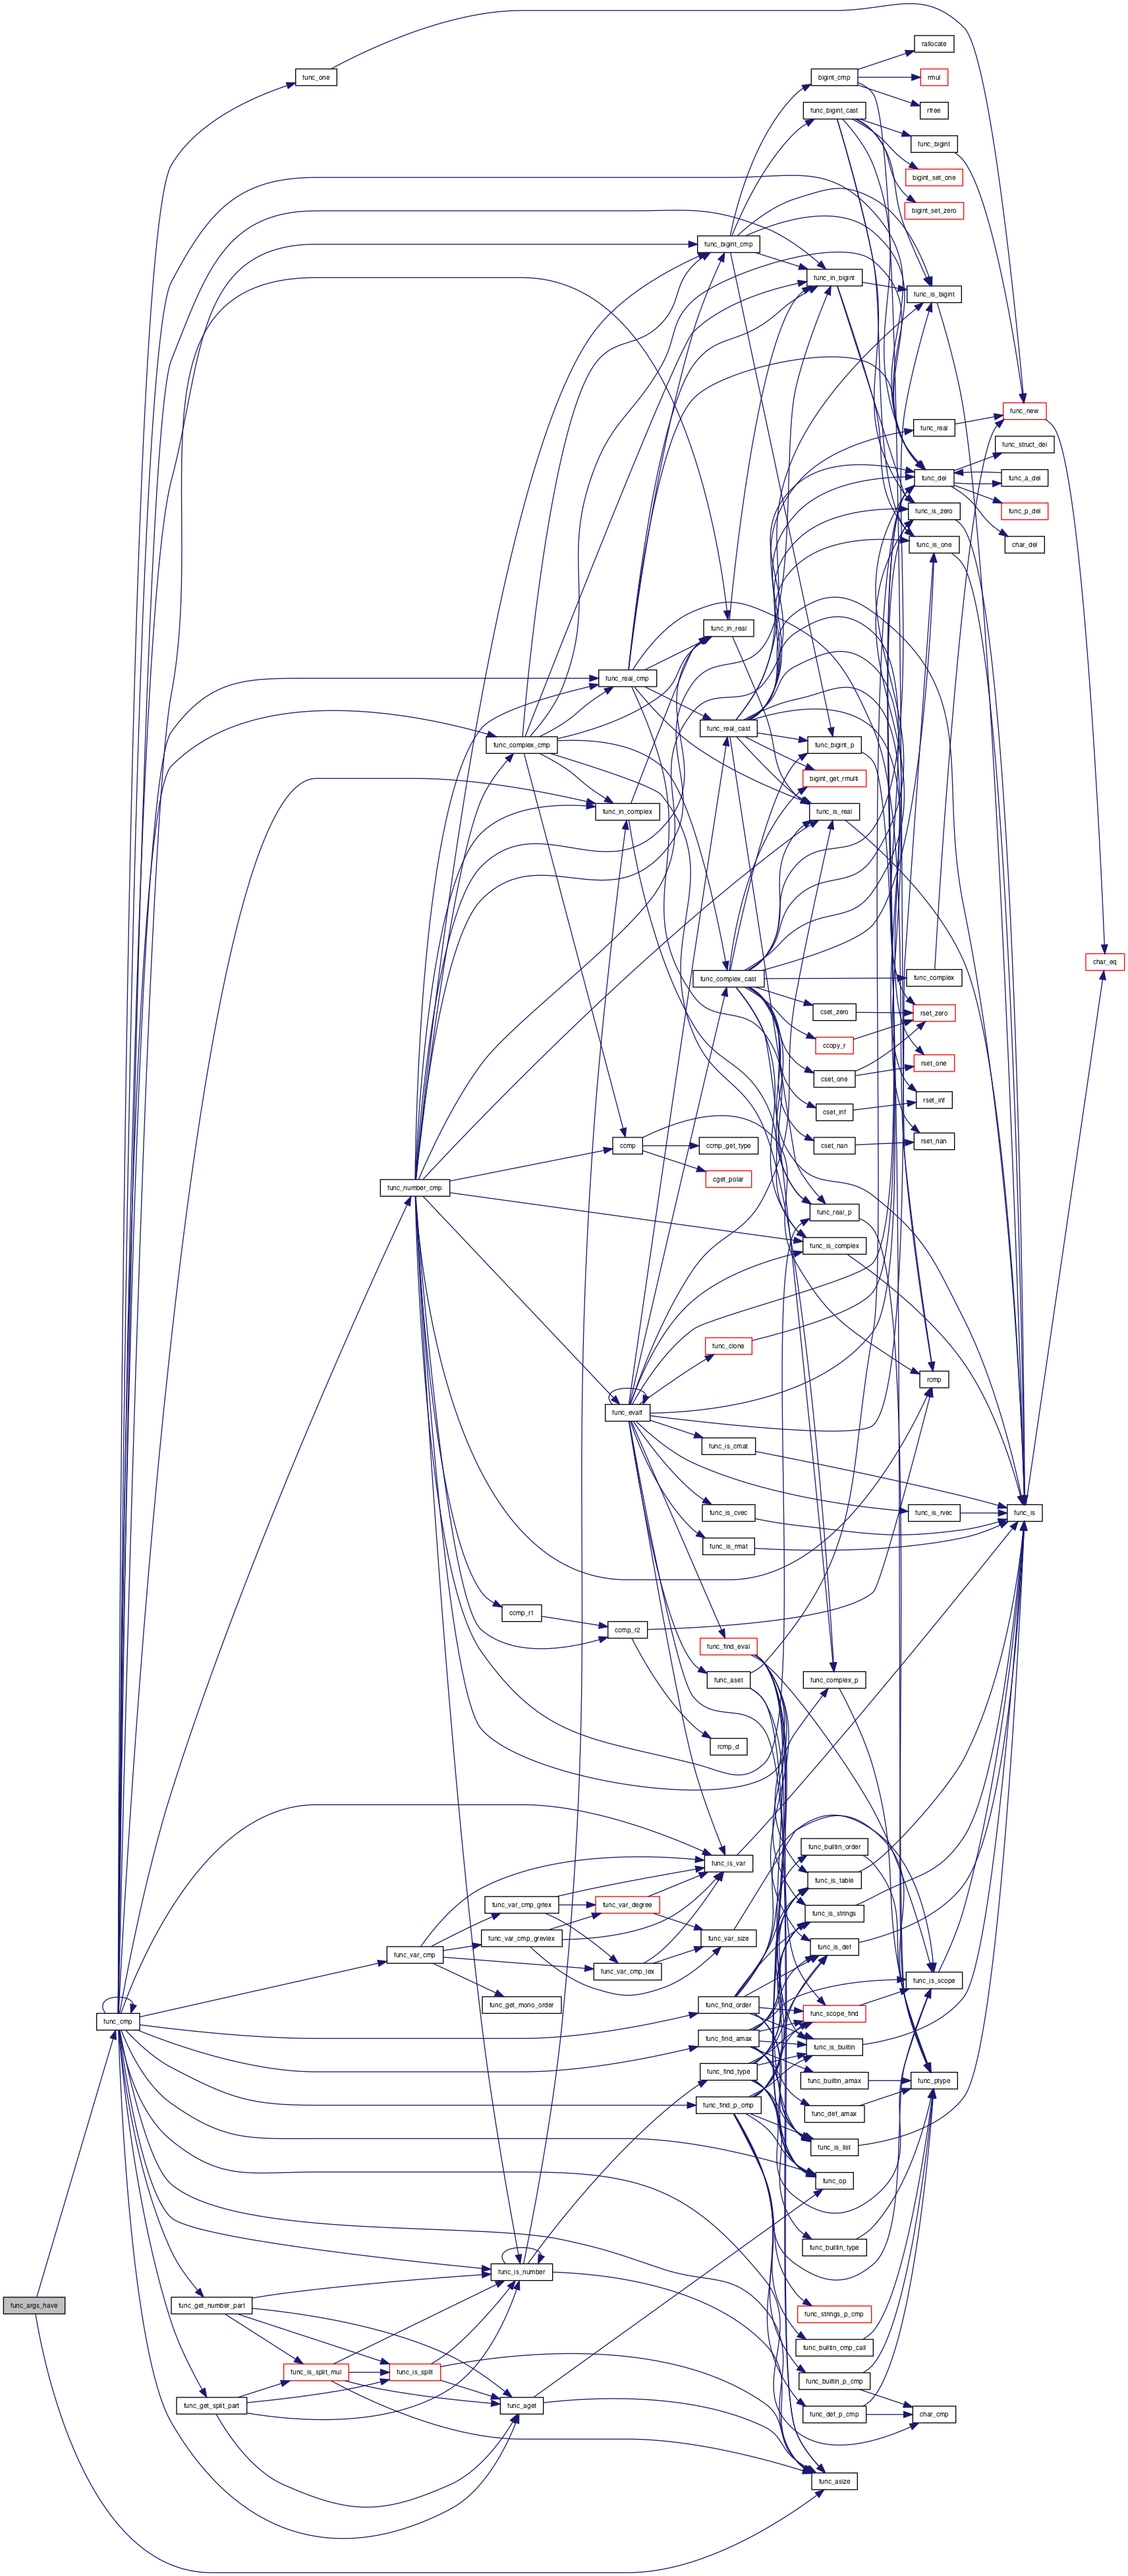 rallocate
func_one
bigint_cmp
rmul
func_bigint_cast
rfree
func_bigint
bigint_set_one
bigint_set_zero
func_bigint_cmp
func_in_bigint
func_is_bigint
func_new
func_real
func_struct_del
func_del
func_a_del
func_is_zero
func_p_del
func_is_one
char_del
func_in_real
func_real_cmp
func_real_cast
func_complex_cmp
func_bigint_p
bigint_get_rmulti
func_in_complex
func_is_real
char_eq
func_complex_cast
func_complex
cset_zero
rset_zero
ccopy_r
rset_one
cset_one
rset_inf
cset_inf
rset_nan
ccmp
ccmp_get_type
cset_nan
cget_polar
func_number_cmp
func_real_p
func_is_complex
func_clone
rcmp
func_evalf
func_is_cmat
func_is_cvec
func_is_rvec
func_is
func_is_rmat
ccmp_r1
ccmp_r2
func_find_eval
func_aset
func_complex_p
rcmp_d
func_builtin_order
func_is_var
func_is_table
func_var_cmp_grlex
func_var_degree
func_is_strings
func_var_cmp_grevlex
func_var_size
func_is_def
func_var_cmp
func_var_cmp_lex
func_is_scope
func_get_mono_order
func_find_order
func_scope_find
func_cmp
func_find_amax
func_is_builtin
func_find_type
func_builtin_amax
func_ptype
func_find_p_cmp
func_def_amax
func_is_list
func_op
func_builtin_type
func_is_number
func_args_have
func_get_number_part
func_strings_p_cmp
func_builtin_cmp_call
func_is_split_mul
func_is_split
func_builtin_p_cmp
func_get_split_part
func_aget
func_def_p_cmp
char_cmp
func_asize